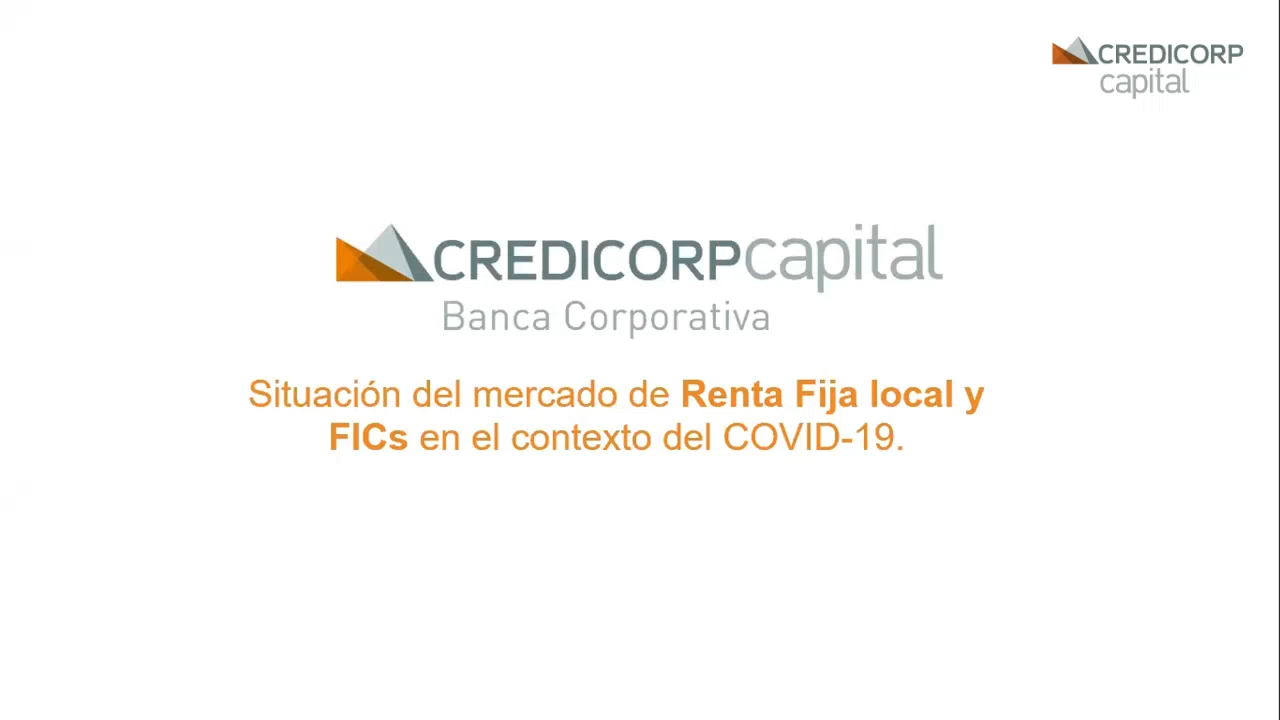 CREDICORP
capital
CREDICORPcapital
Banca Corporativa
Situación del mercado de Renta Fija local y
FICs en el contexto del COVID-19.